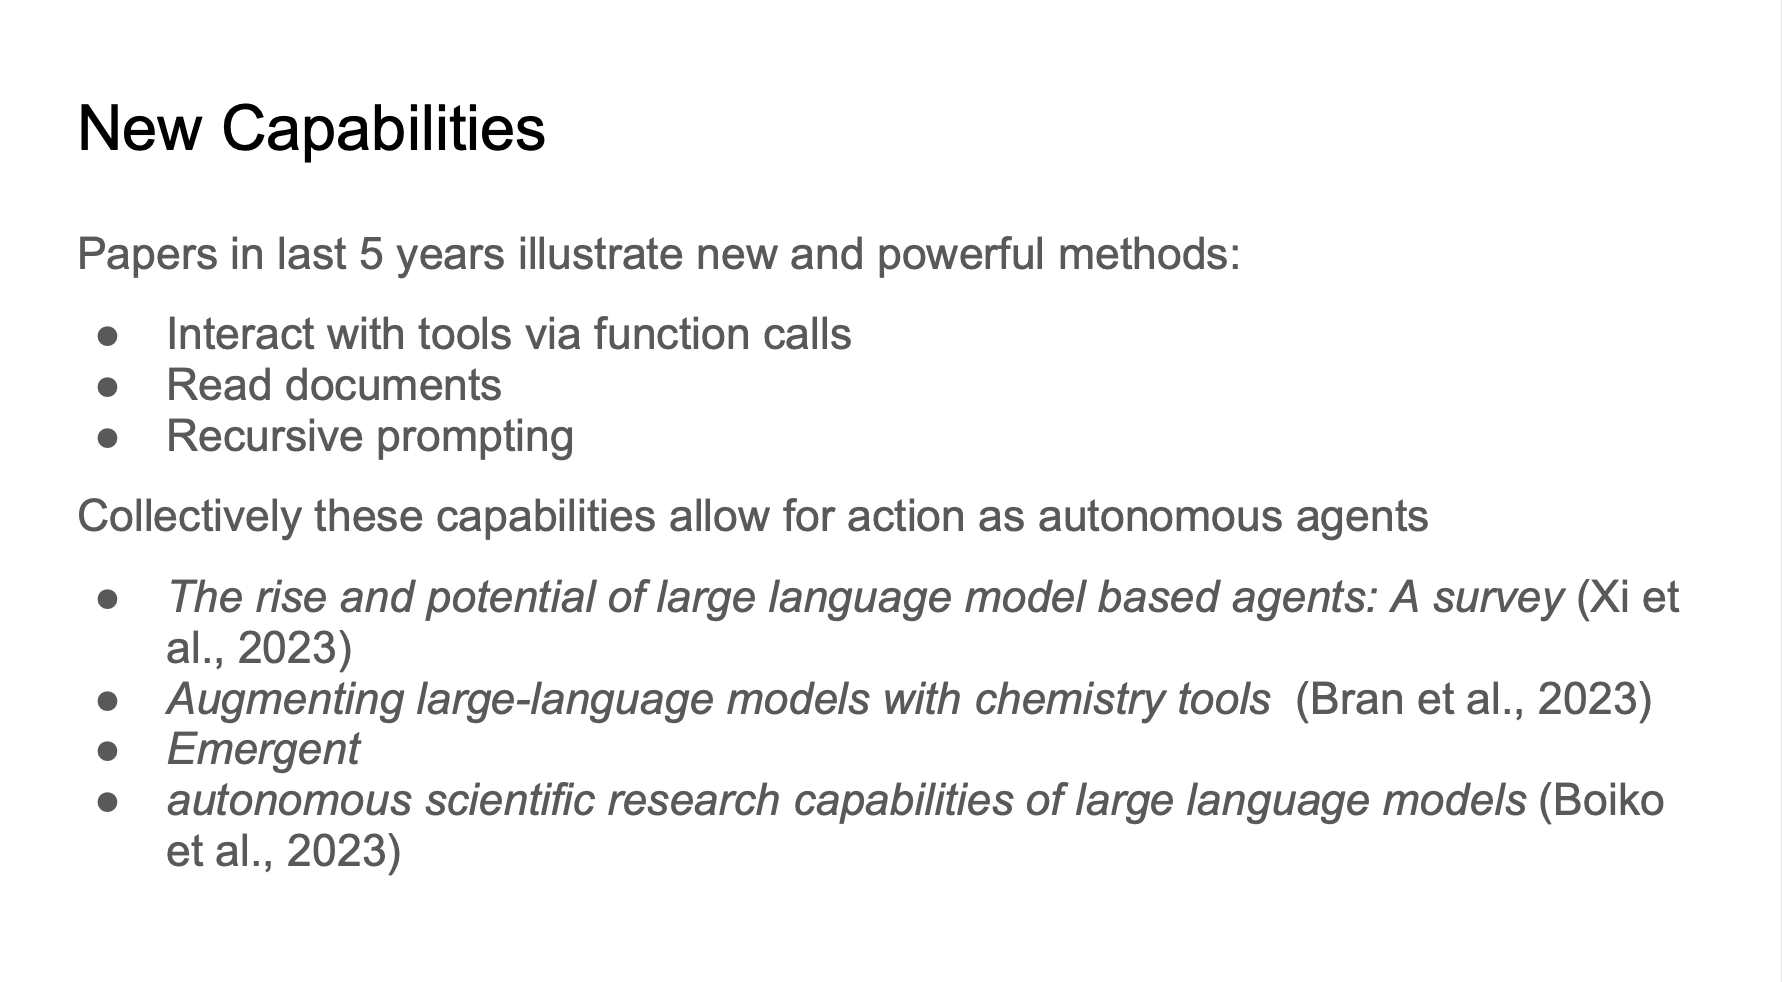 New Capabilities
Papers in last 5 years illustrate new and powerful methods:
● Interact with tools via function calls
● Read documents
● Recursive prompting
Collectively these capabilities allow for action as autonomous agents
● The rise and potential of large language model based agents: A survey (Xi et
al., 2023)
● Augmenting large-language models with chemistry tools  (Bran et al., 2023)
● Emergent
● autonomous scientific research capabilities of large language models (Boiko
et al., 2023)